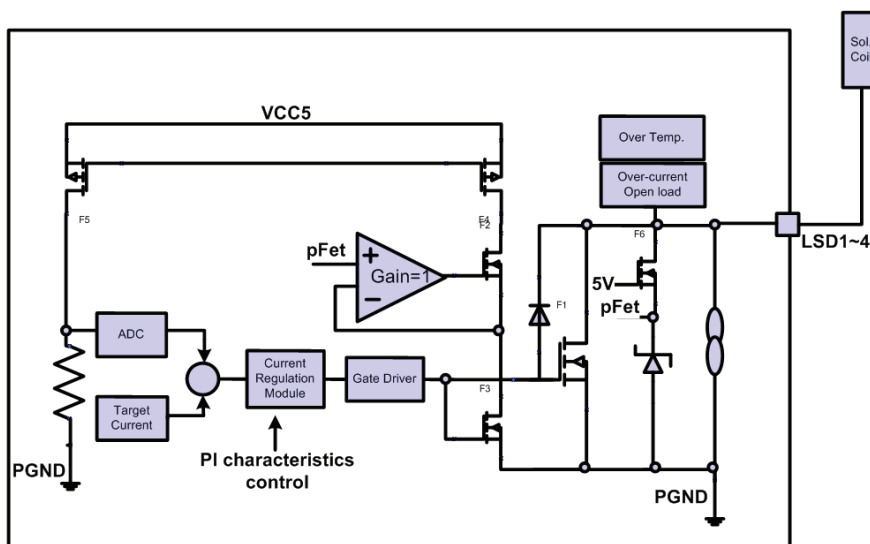 Sol.
Coi
VCC5
Over Temp.
Over-current
Open load
F5
F4
F2
F6
LSD1~4
pFet
+
Gain=1
−
5V
pFet
F1
ADC
Current
Regulation
Module
Gate Driver
F3
Target
Current
PI characteristics
control
PGND
PGND